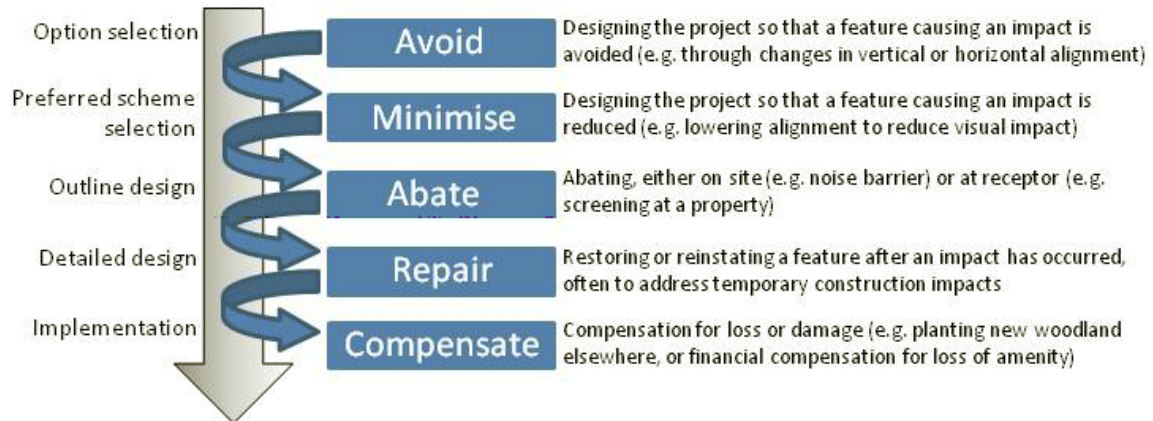 Option selection
Avoid
Designing the project so that a feature causing an impact is
avoided (e.g. through changes in vertical or horizontal alignment)
Preferred scheme
selection
Minimise
Designing the project so that a feature causing an impact is
reduced (e.g. lowering alignment to reduce visual impact)
Outline design
Abate
Abating, either on site (e.g. noise barrier) or at receptor (e.g.
screening at a property)
Detailed design
Repair
Restoring or reinstating a feature after an impact has occurred,
often to address temporary construction impacts
Implementation
Compensate
Compensation for loss or damage (e.g. planting new woodland
elsewhere, or financial compensation for loss of amenity)